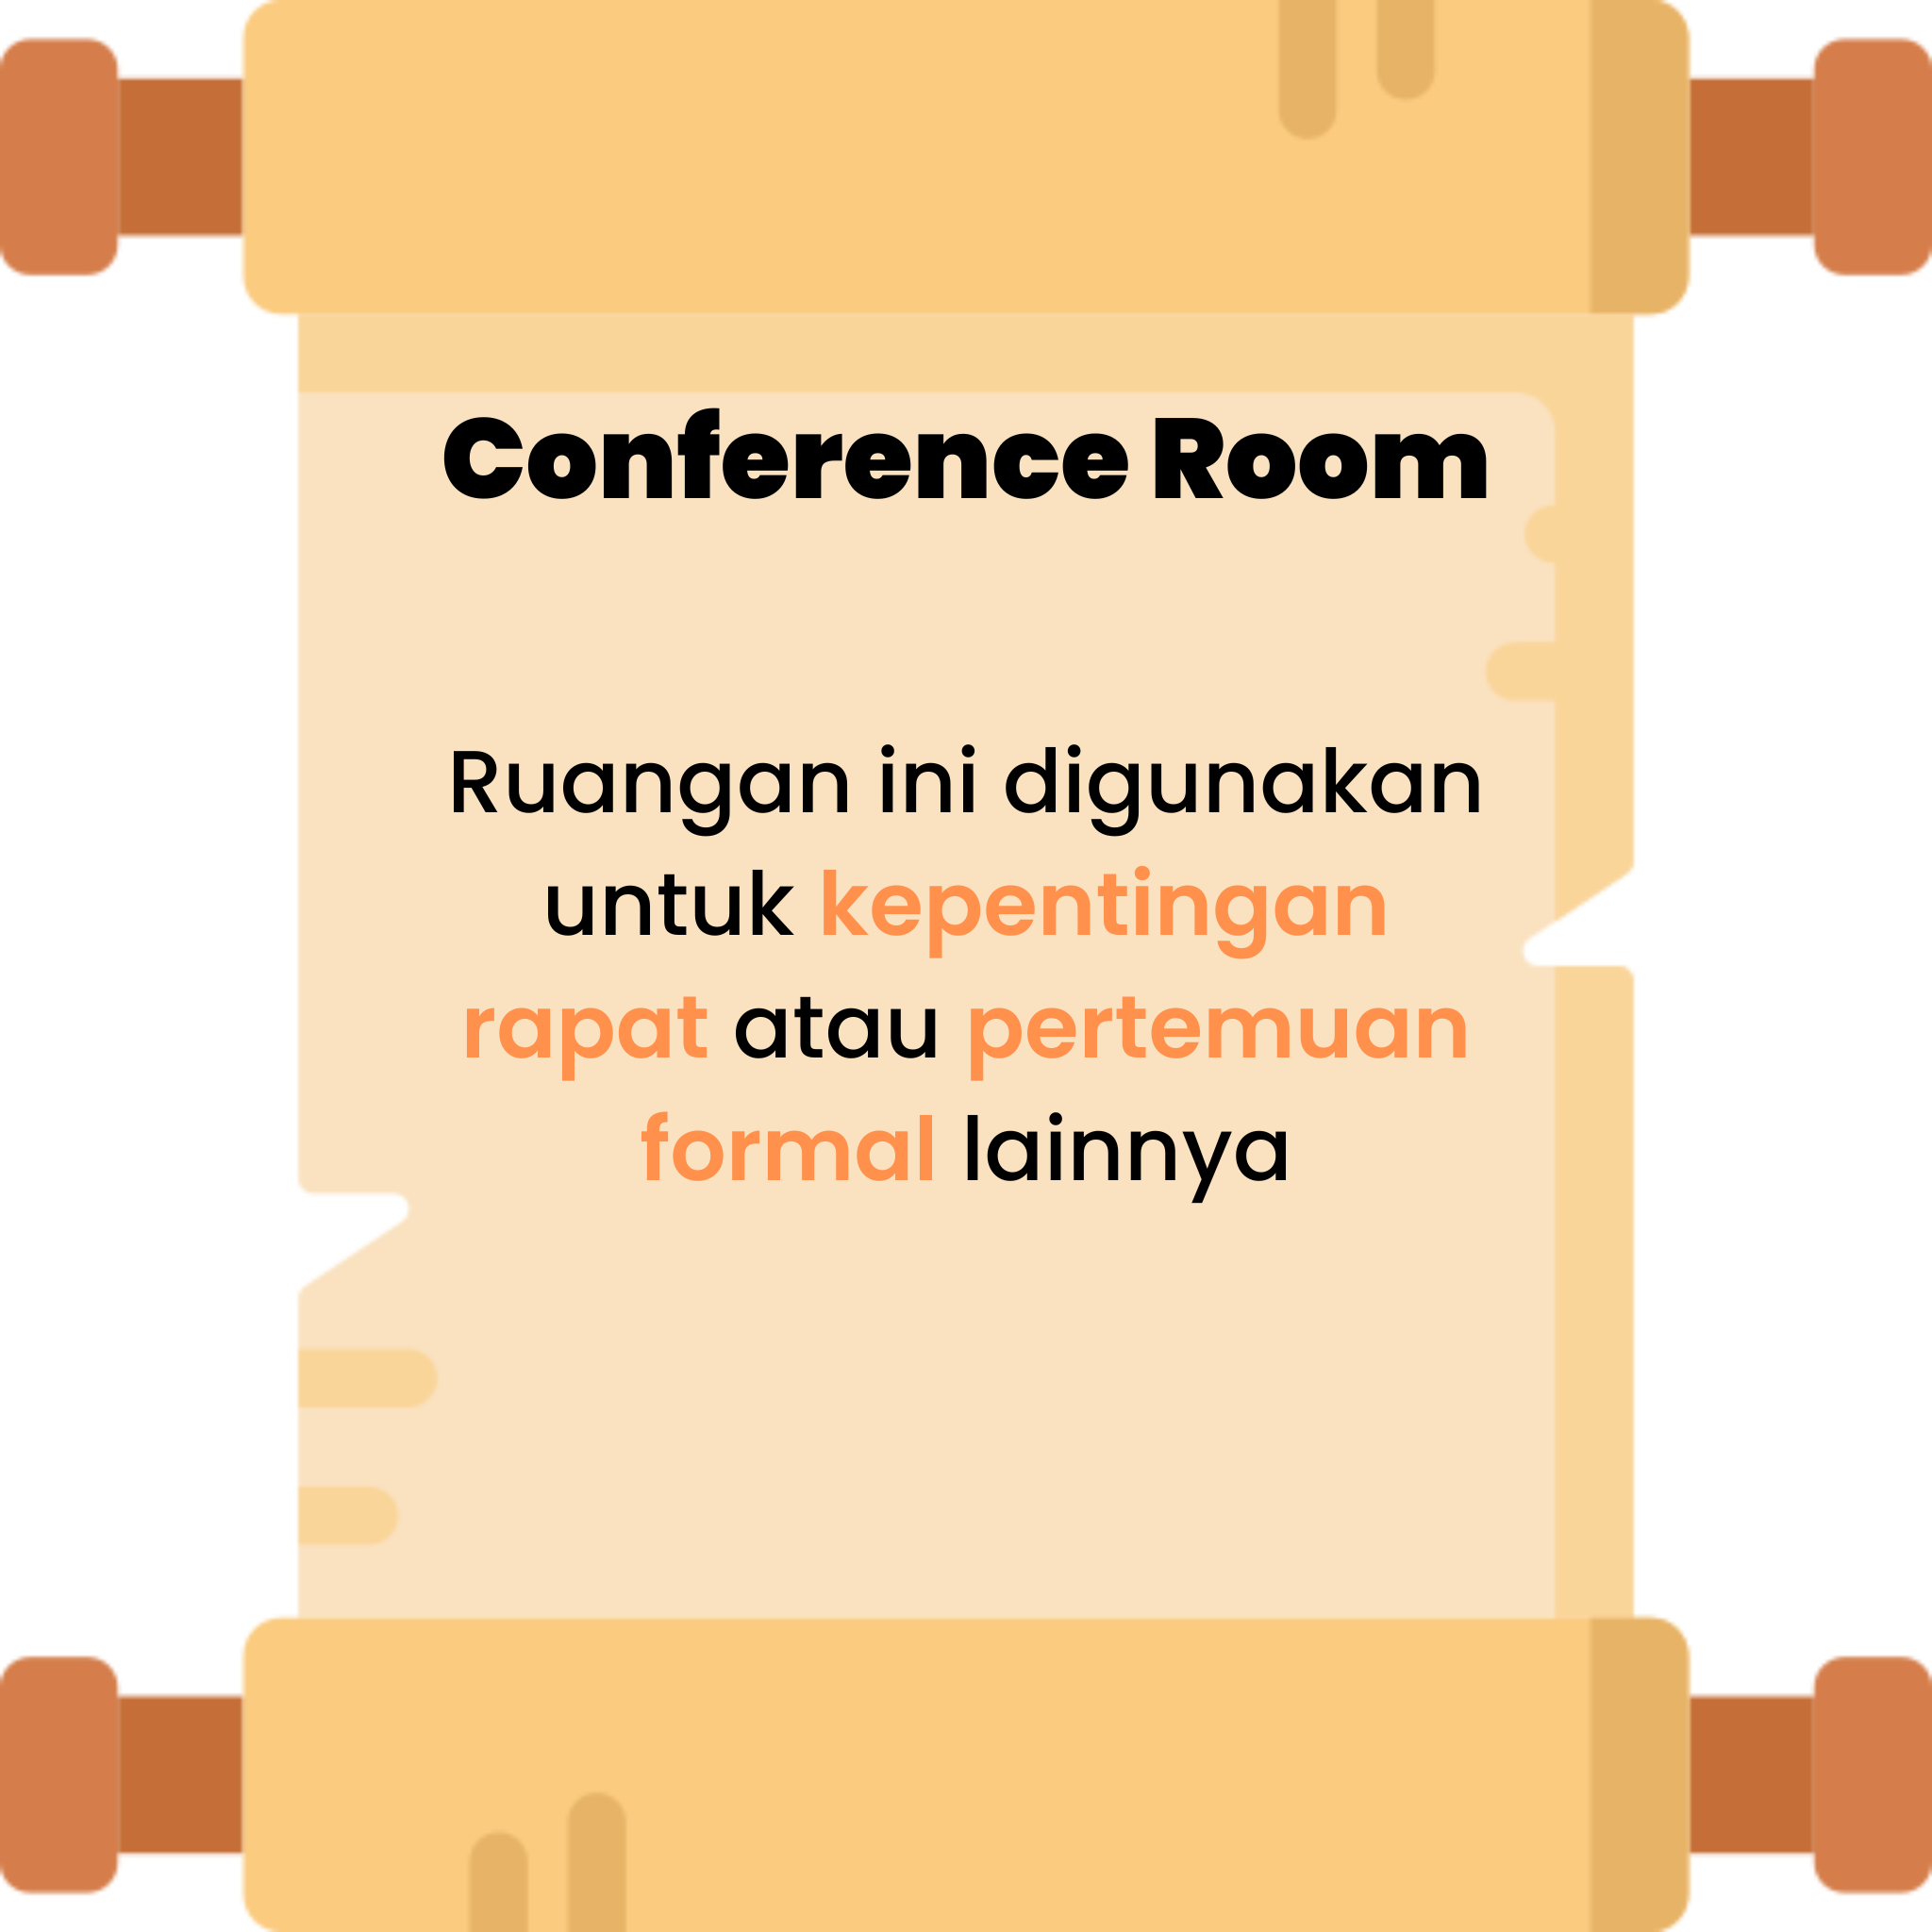 Conference Room
Ruangan ini digunakan
untuk kepentingan
rapat atau pertemuan
formal lainnya